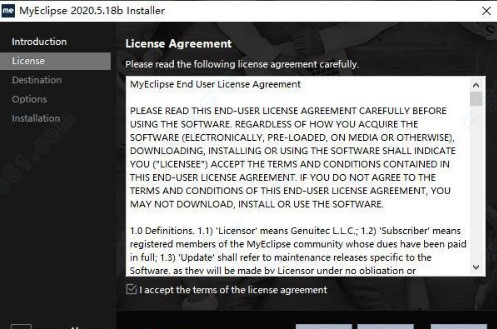 me MyEclipse 2020.5.18b Installer
Introduction
License
Destination
Options
Installation
License Agreement
Please read the following license agreement carefully.
MyEclipse End User License Agreement
PLEASE READ THIS END-USER LICENSE AGREEMENT CAREFULLY BEFORE
USING THE SOFTWARE. REGARDLESS OF HOW YOU ACQUIRE THE
SOFTWARE (ELECTRONICALLY, PRE-LOADED, ON MEDIA OR OTHERWISE),
DOWNLOADING, INSTALLING OR USING THE SOFTWARE SHALL INDICATE
YOU ("LICENSEE") ACCEPT THE TERMS AND CONDITIONS CONTAINED IN
THIS END-USER LICENSE AGREEMENT. IF YOU DO NOT AGREE TO THE
TERMS AND CONDITIONS OF THIS END-USER LICENSE AGREEMENT, YOU
MAY NOT DOWNLOAD, INSTALL OR USE THE SOFTWARE.
1.0 Definitions. 1.1) 'Licensor' means Genuitec L.L.C.; 1.2) 'Subscriber' means
registered members of the MyEclipse community whose dues have been paid
in full; 1.3) 'Update' shall refer to maintenance releases specific to the
Software, as they will be made by Licensor under no obligation or
I accept the terms of the license agreement